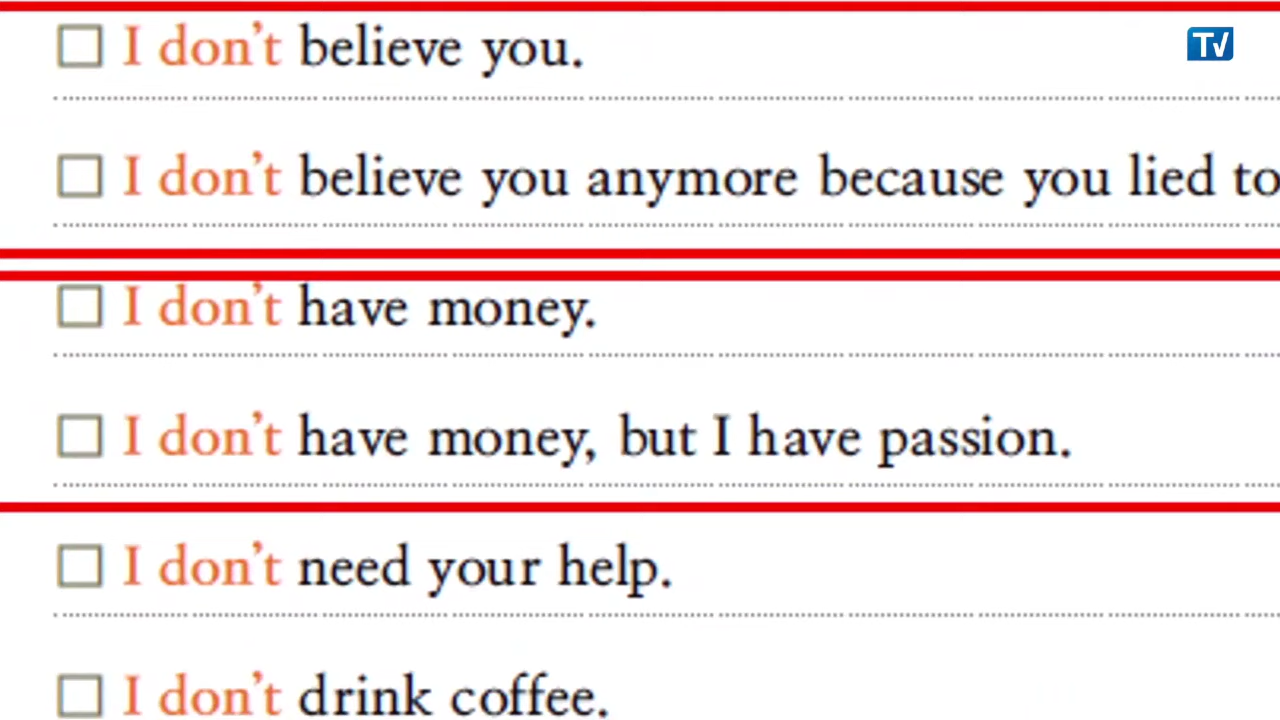 TV
☐ I don't believe you.
☐ I don't believe you anymore because you lied to
☐ I don't have money.
☐ I don't have money, but I have passion.
☐ I don't need your help.
☐ I don't drink coffee.